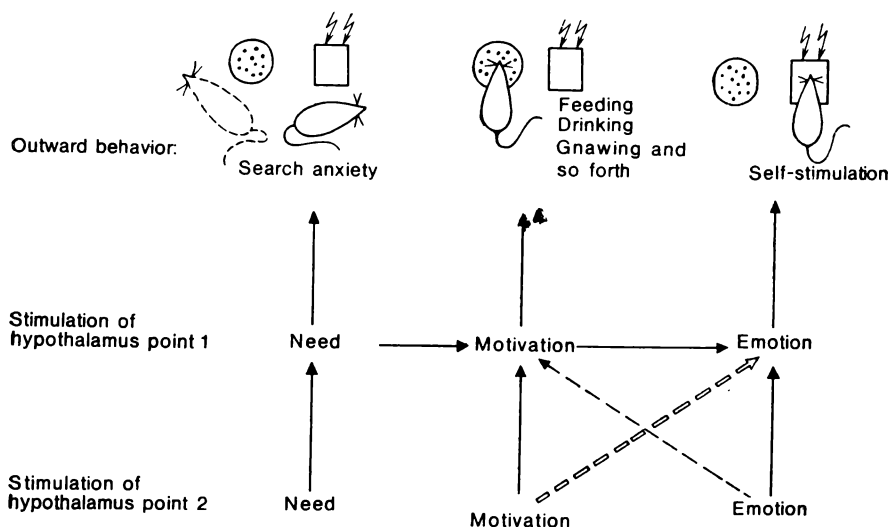 Feeding
Drinking
Gnawing and
so forth
Outward behavior:
Search anxiety
Self-stimulation
Stimulation of
hypothalamus point 1
Need
Motivation
Emotion
Stimulation of
hypothalamus point 2
Need
Motivation
Emotion